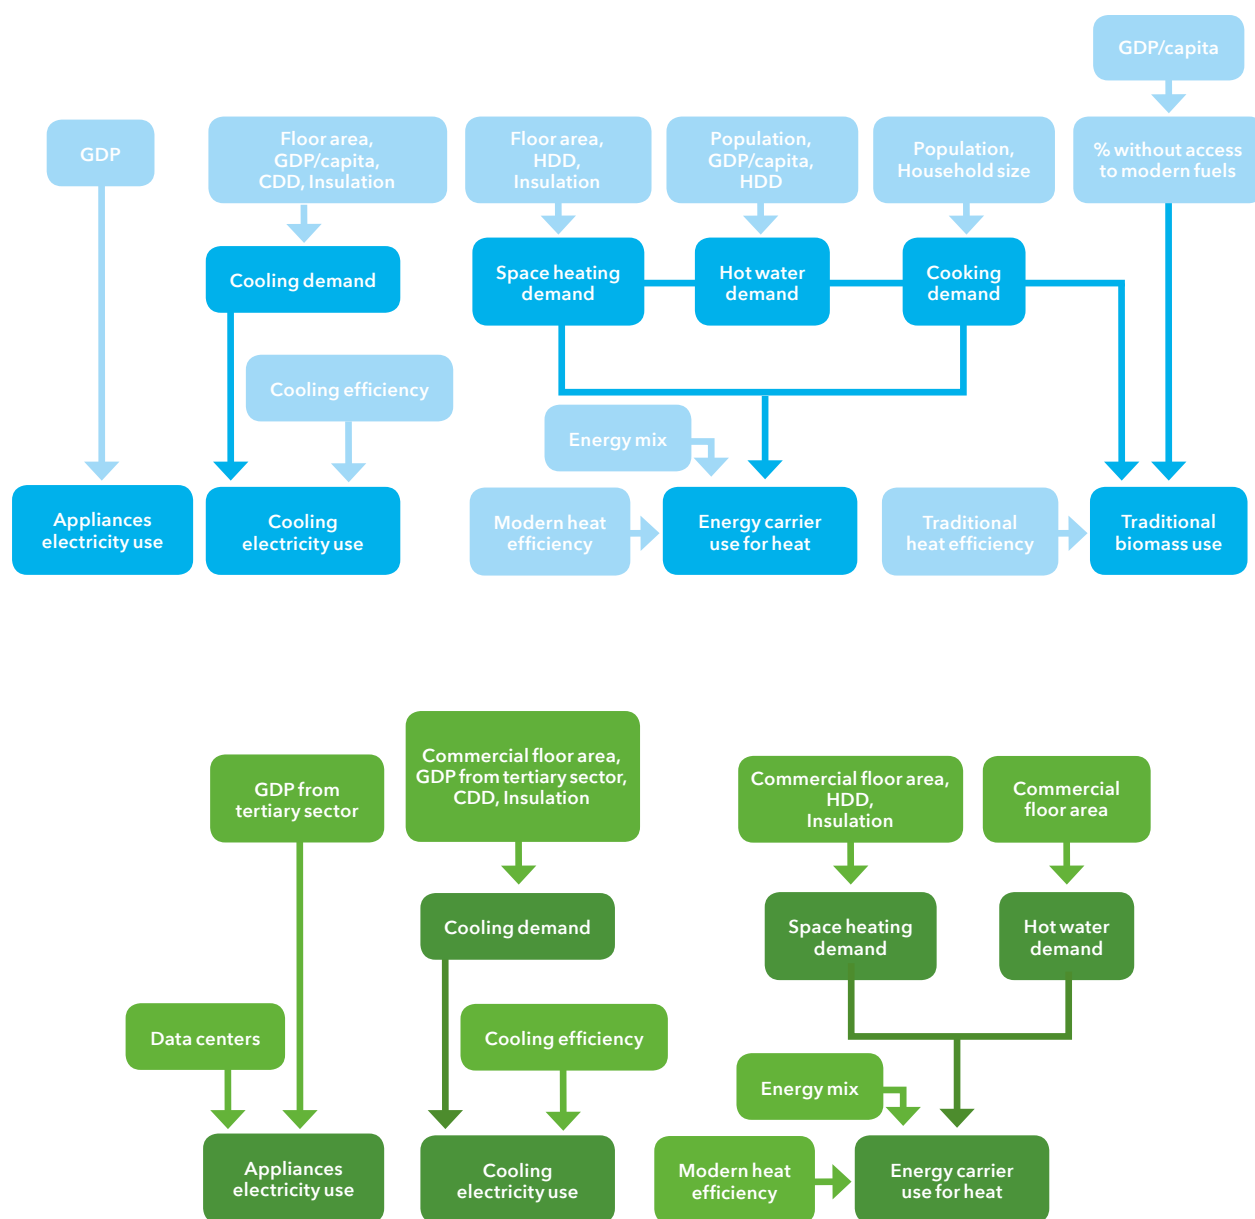 GDP/capita
GDP
Floor area,
GDP/capita,
CDD, Insulation
Floor area,
HDD,
Insulation
Population,
GDP/capita,
HDD
Population,
Household size
% without access
to modern fuels
Cooling demand
Space heating
demand
Hot water
demand
Cooking
demand
Cooling efficiency
Energy mix
Appliances
electricity use
Cooling
electricity use
Modern heat
efficiency
Energy carrier
use for heat
Traditional
heat efficiency
Traditional
biomass use
GDP from
tertiary sector
Commercial floor area,
GDP from tertiary sector,
CDD, Insulation
Commercial floor area,
HDD,
Insulation
Commercial
floor area
Cooling demand
Space heating
demand
Hot water
demand
Data centers
Cooling efficiency
Energy mix
Appliances
electricity use
Cooling
electricity use
Modern heat
efficiency
Energy carrier
use for heat